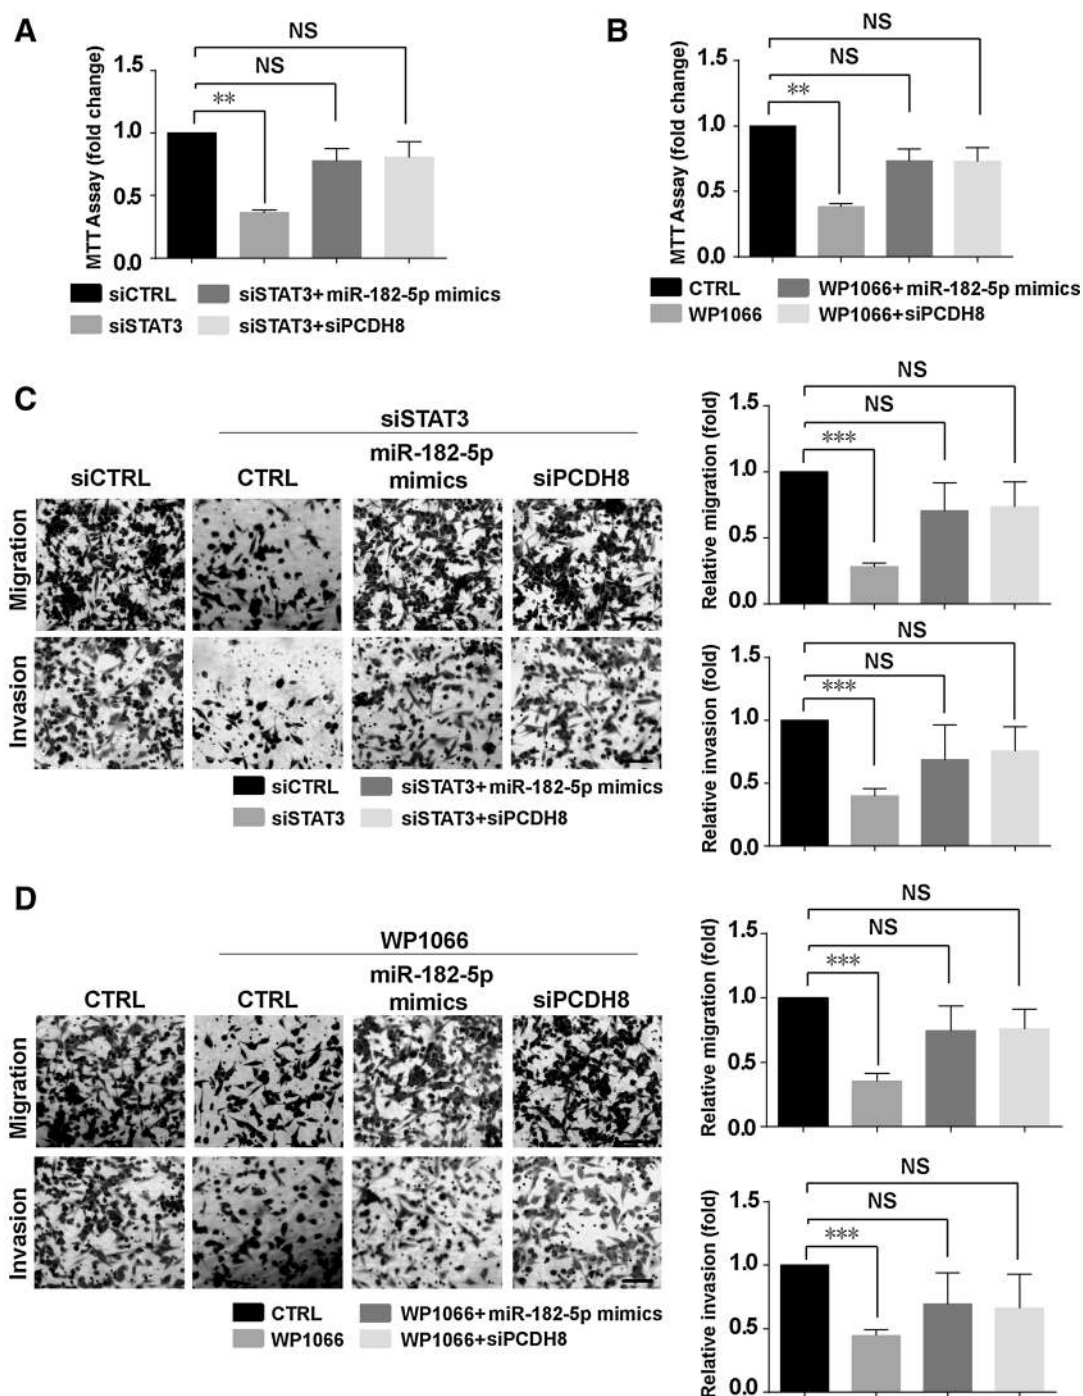 A
NS
NS
**
MTT Assay (fold change)
1.5
1.0
0.5
0.0
siCTRL
siSTAT3+miR-182-5p mimics
siSTAT3
siSTAT3+siPCDH8
B
NS
NS
**
MTT Assay (fold change)
1.5
1.0
0.5
0.0
CTRL
WP1066+miR-182-5p mimics
WP1066
WP1066+siPCDH8
C
siSTAT3
siCTRL
CTRL
miR-182-5p
mimics
siPCDH8
Migration
Invasion
siCTRL
siSTAT3+miR-182-5p mimics
siSTAT3
siSTAT3+siPCDH8
NS
NS
***
Relative migration (fold)
1.5
1.0
0.5
0.0
NS
NS
***
Relative invasion (fold)
1.5
1.0
0.5
0.0
D
WP1066
CTRL
CTRL
miR-182-5p
mimics
siPCDH8
Migration
Invasion
CTRL
WP1066+miR-182-5p mimics
WP1066
WP1066+siPCDH8
NS
NS
***
Relative migration (fold)
1.5
1.0
0.5
0.0
NS
NS
***
Relative invasion (fold)
1.5
1.0
0.5